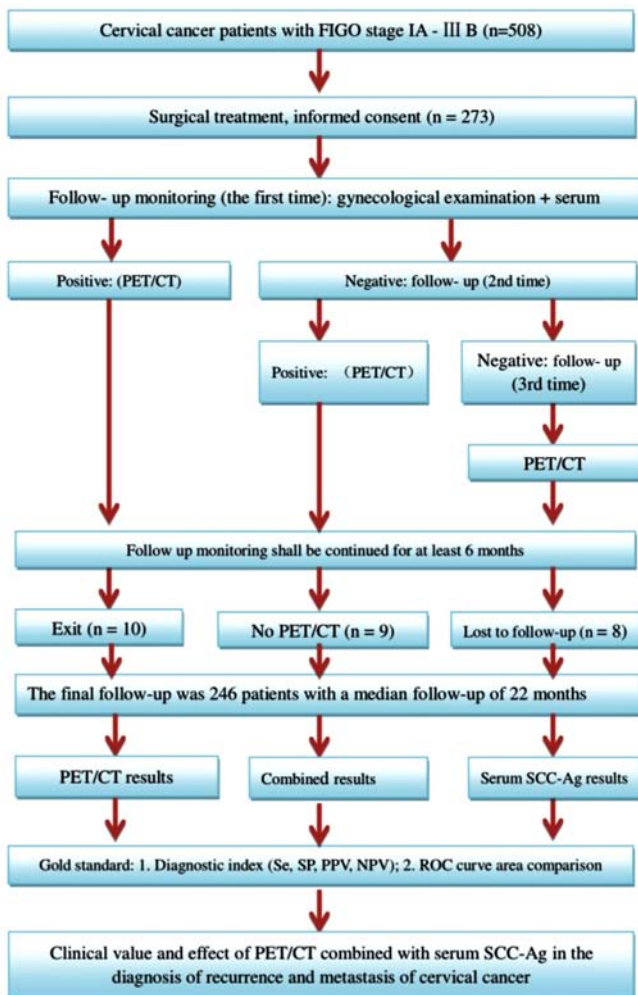 Cervical cancer patients with FIGO stage IA - III B (n=508)
Surgical treatment, informed consent (n = 273)
Follow- up monitoring (the first time): gynecological examination + serum
Positive: (PET/CT)
Negative: follow- up (2nd time)
Positive: （PET/CT）
Negative: follow- up
(3rd time)
PET/CT
Follow up monitoring shall be continued for at least 6 months
Exit (n = 10)
No PET/CT (n = 9)
Lost to follow-up (n = 8)
The final follow-up was 246 patients with a median follow-up of 22 months
PET/CT results
Combined results
Serum SCC-Ag results
Gold standard: 1. Diagnostic index (Se, SP, PPV, NPV); 2. ROC curve area comparison
Clinical value and effect of PET/CT combined with serum SCC-Ag in the
diagnosis of recurrence and metastasis of cervical cancer